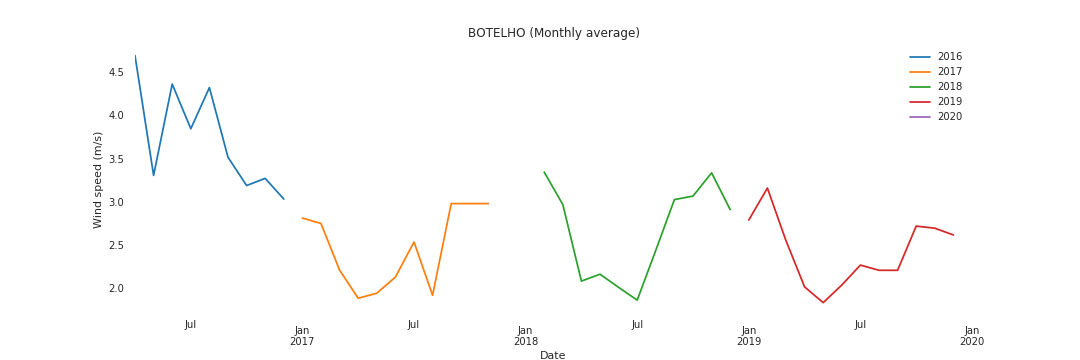 BOTELHO (Monthly average)
2016
2017
2018
2019
2020
Wind speed (m/s)
4.5
4.0
3.5
3.0
2.5
2.0
Jul
Jan
2017
Jul
Jan
2018
Jul
Jan
2019
Jul
Jan
2020
Date